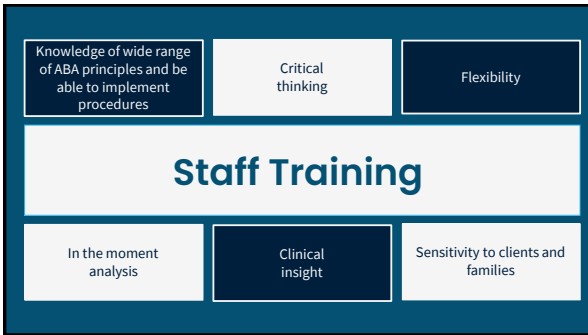 Knowledge of wide range
of ABA principles and be
able to implement
procedures
Critical
thinking
Flexibility
Staff Training
In the moment
analysis
Clinical
insight
Sensitivity to clients and
families